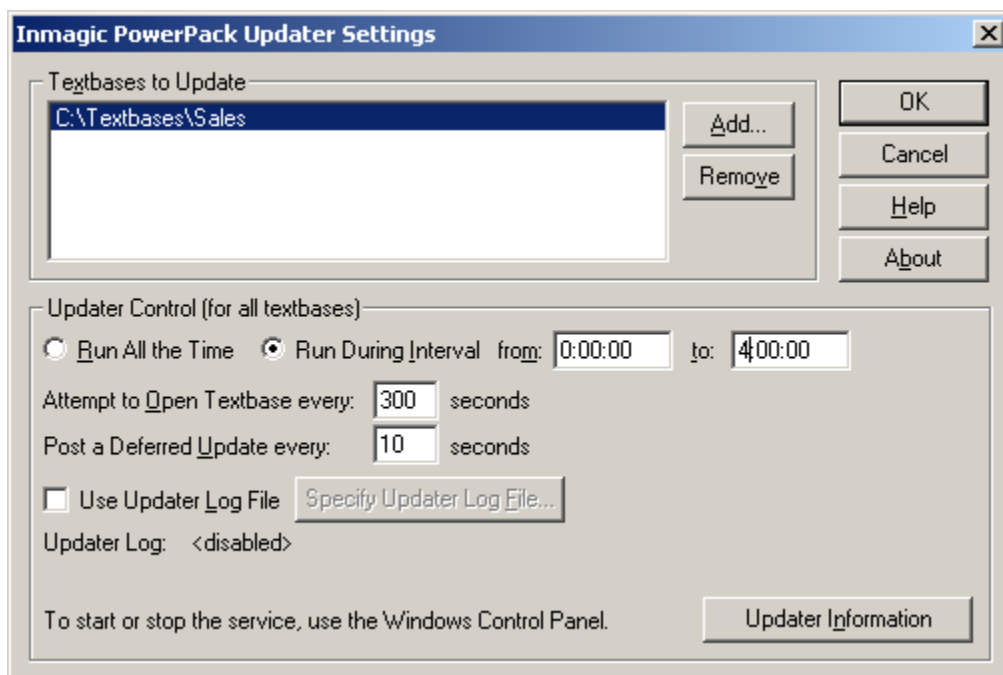 Inmagic PowerPack Updater Settings
Textbases to Update
C:\Textbases\Sales
Add...
Remove
OK
Cancel
Help
About
Updater Control (for all textbases)
Run All the Time Run During Interval from: 0:00:00 to: 4:00:00
Attempt to Open Textbase every: 300 seconds
Post a Deferred Update every: 10 seconds
Use Updater Log File Specify Updater Log File...
Updater Log: <disabled>
To start or stop the service, use the Windows Control Panel. Updater Information